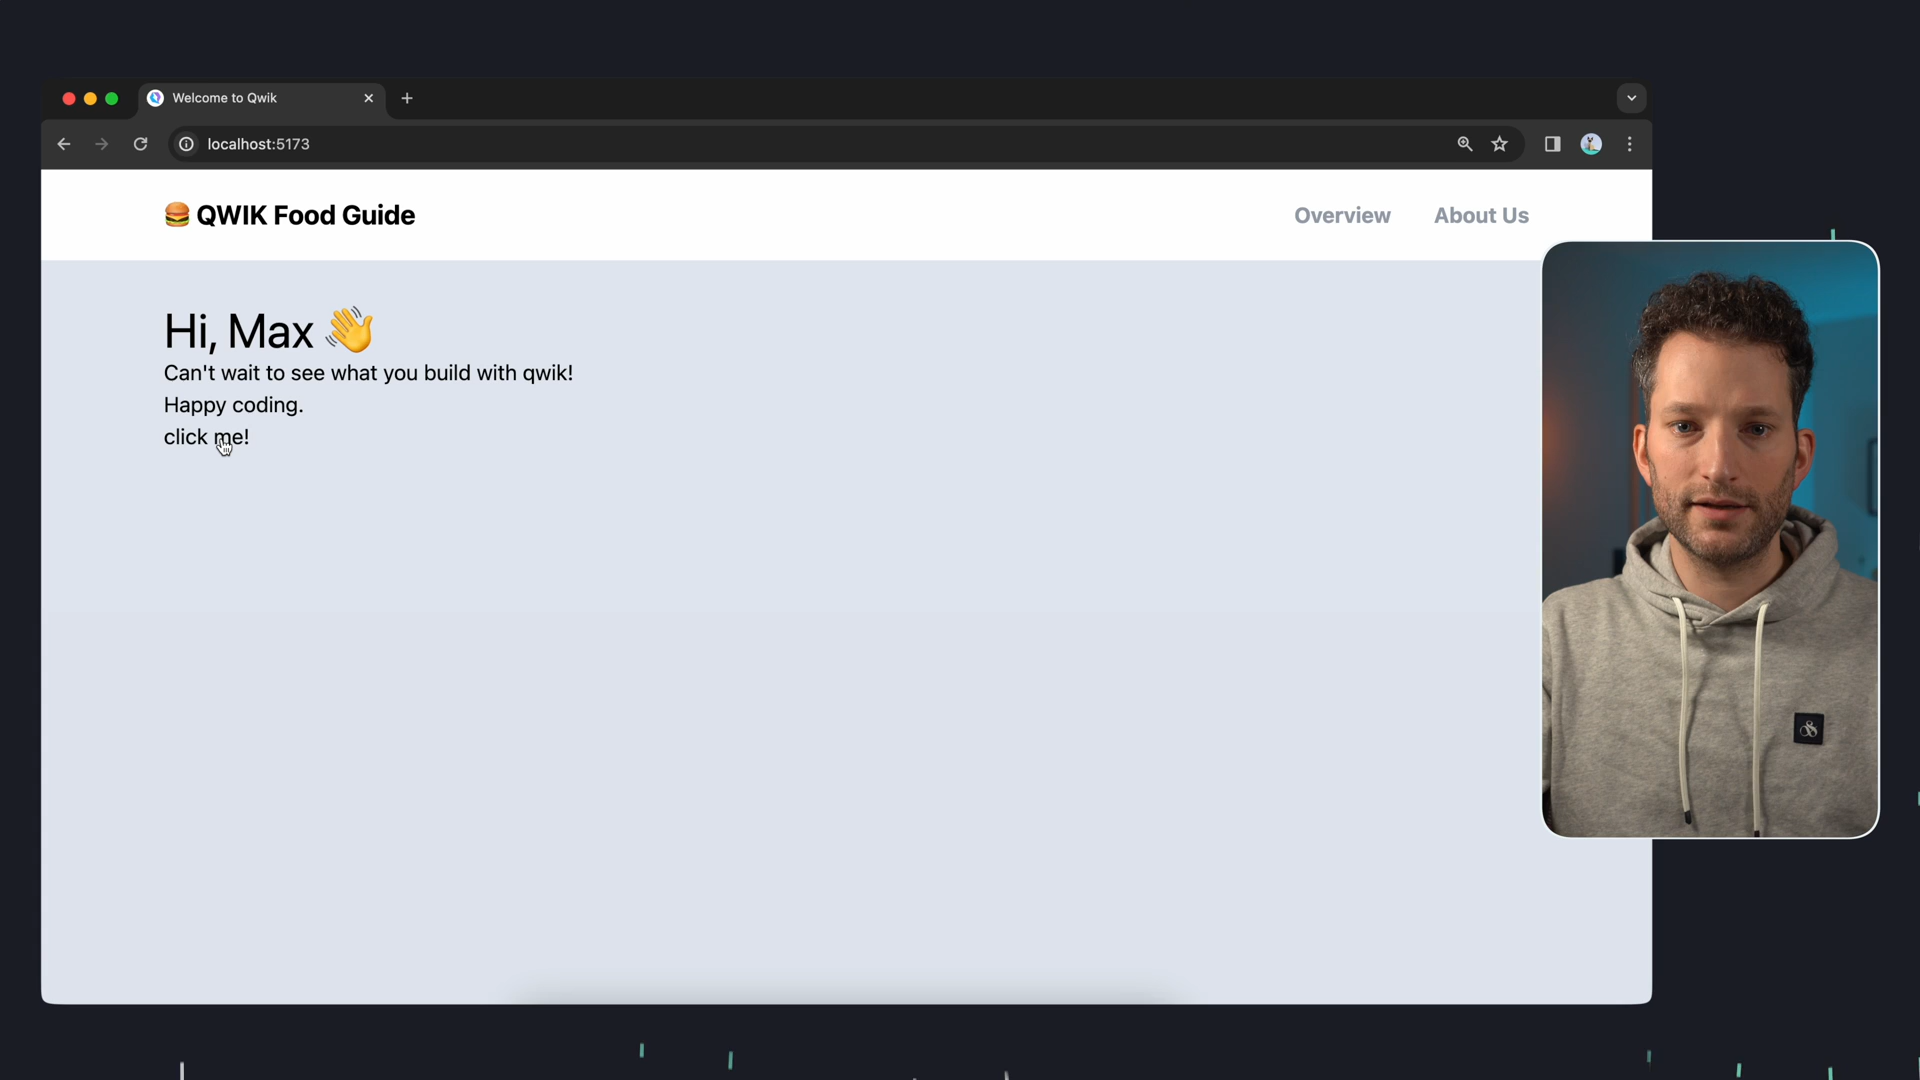 Welcome to Qwik
localhost:5173
🍔 QWIK Food Guide
Overview
About Us
Hi, Max 👋
Can't wait to see what you build with qwik!
Happy coding.
click me!